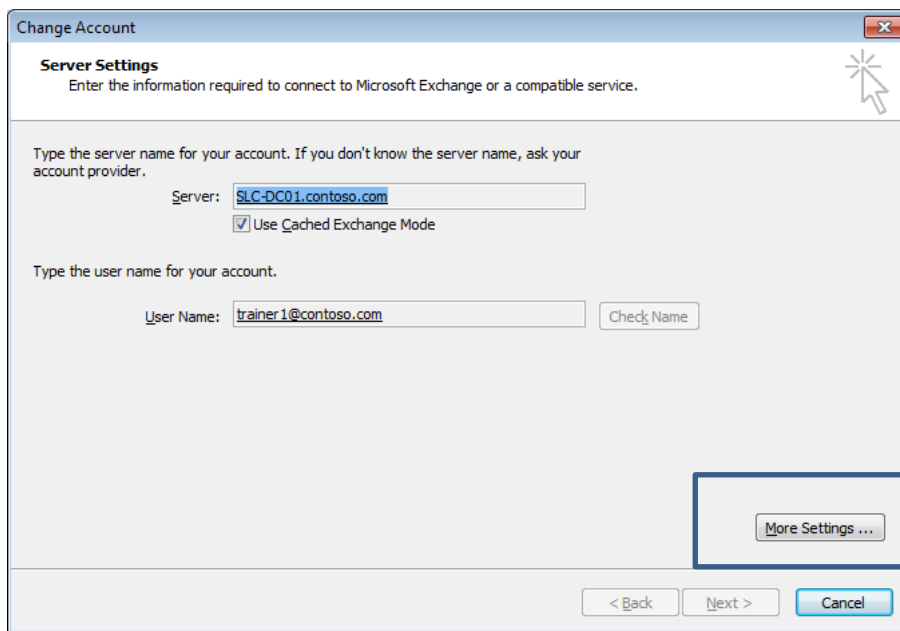 Change Account
Server Settings
Enter the information required to connect to Microsoft Exchange or a compatible service.
Type the server name for your account. If you don't know the server name, ask your
account provider.
Server: SLC-DC01.contoso.com
Use Cached Exchange Mode
Type the user name for your account.
User Name: trainer1@contoso.com Check Name
More Settings ...
< Back Next > Cancel